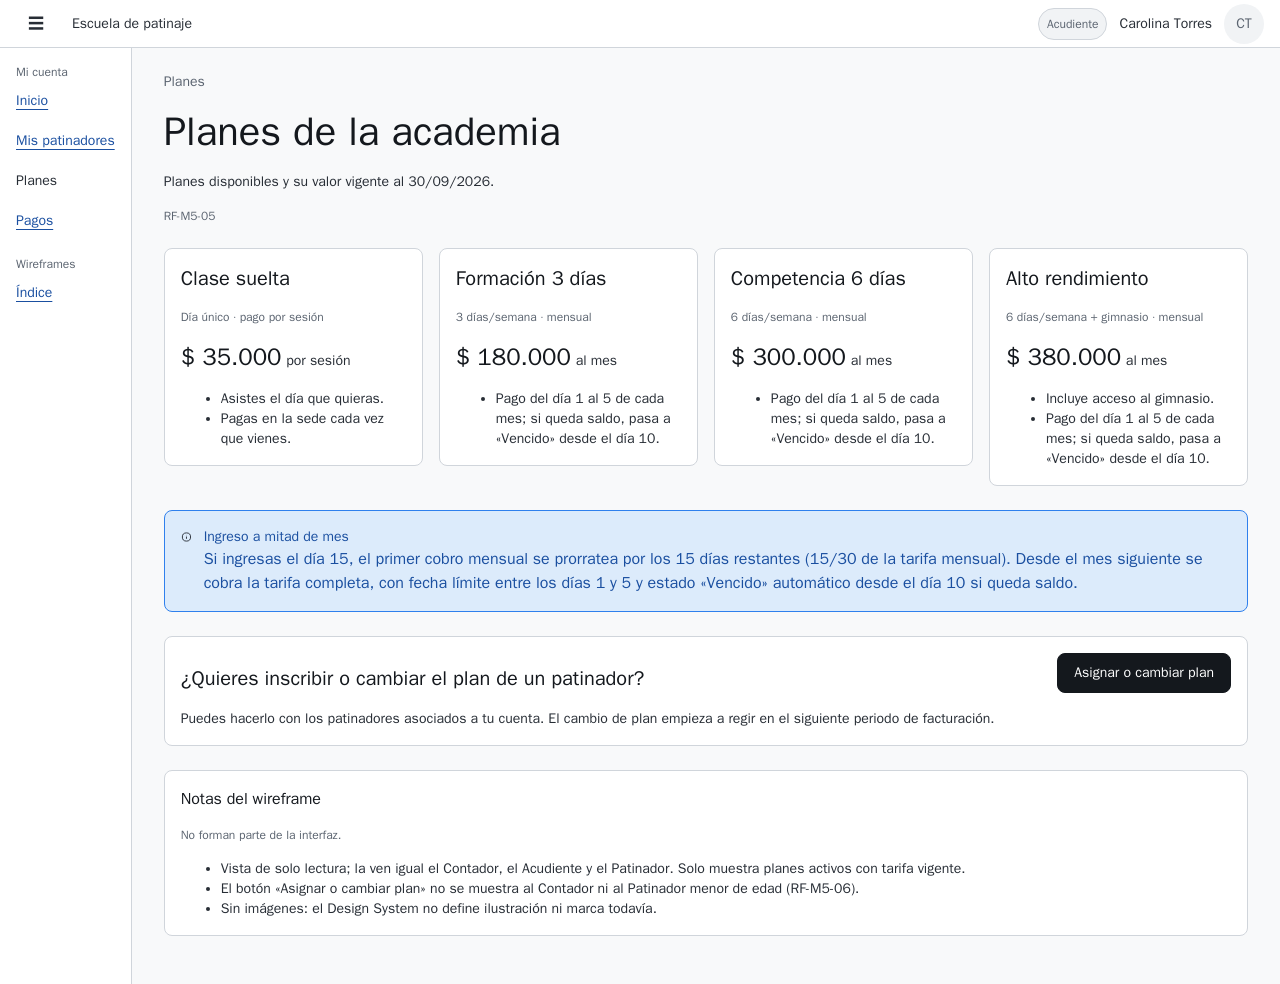 Escuela de patinaje
Acudiente
Carolina Torres
CT
Mi cuenta
Inicio
Mis patinadores
Planes
Pagos
Wireframes
Índice
Planes
Planes de la academia
Planes disponibles y su valor vigente al 30/09/2026.
RF-M5-05
Clase suelta
Día único · pago por sesión
$ 35.000 por sesión
• Asistes el día que quieras.
• Pagas en la sede cada vez
que vienes.
Formación 3 días
3 días/semana · mensual
$ 180.000 al mes
• Pago del día 1 al 5 de cada
mes; si queda saldo, pasa a
«Vencido» desde el día 10.
Competencia 6 días
6 días/semana · mensual
$ 300.000 al mes
• Pago del día 1 al 5 de cada
mes; si queda saldo, pasa a
«Vencido» desde el día 10.
Alto rendimiento
6 días/semana + gimnasio · mensual
$ 380.000 al mes
• Incluye acceso al gimnasio.
• Pago del día 1 al 5 de cada
mes; si queda saldo, pasa a
«Vencido» desde el día 10.
Ingreso a mitad de mes
Si ingresas el día 15, el primer cobro mensual se prorratea por los 15 días restantes (15/30 de la tarifa mensual). Desde el mes siguiente se
cobra la tarifa completa, con fecha límite entre los días 1 y 5 y estado «Vencido» automático desde el día 10 si queda saldo.
¿Quieres inscribir o cambiar el plan de un patinador?
Asignar o cambiar plan
Puedes hacerlo con los patinadores asociados a tu cuenta. El cambio de plan empieza a regir en el siguiente periodo de facturación.
Notas del wireframe
No forman parte de la interfaz.
• Vista de solo lectura; la ven igual el Contador, el Acudiente y el Patinador. Solo muestra planes activos con tarifa vigente.
• El botón «Asignar o cambiar plan» no se muestra al Contador ni al Patinador menor de edad (RF-M5-06).
• Sin imágenes: el Design System no define ilustración ni marca todavía.